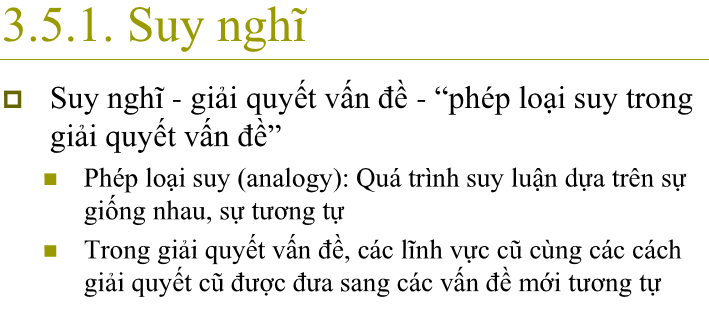 3.5.1. Suy nghĩ
Suy nghĩ - giải quyết vấn đề - “phép loại suy trong
giải quyết vấn đề”
Phép loại suy (analogy): Quá trình suy luận dựa trên sự
giống nhau, sự tương tự
Trong giải quyết vấn đề, các lĩnh vực cũ cùng các cách
giải quyết cũ được đưa sang các vấn đề mới tương tự